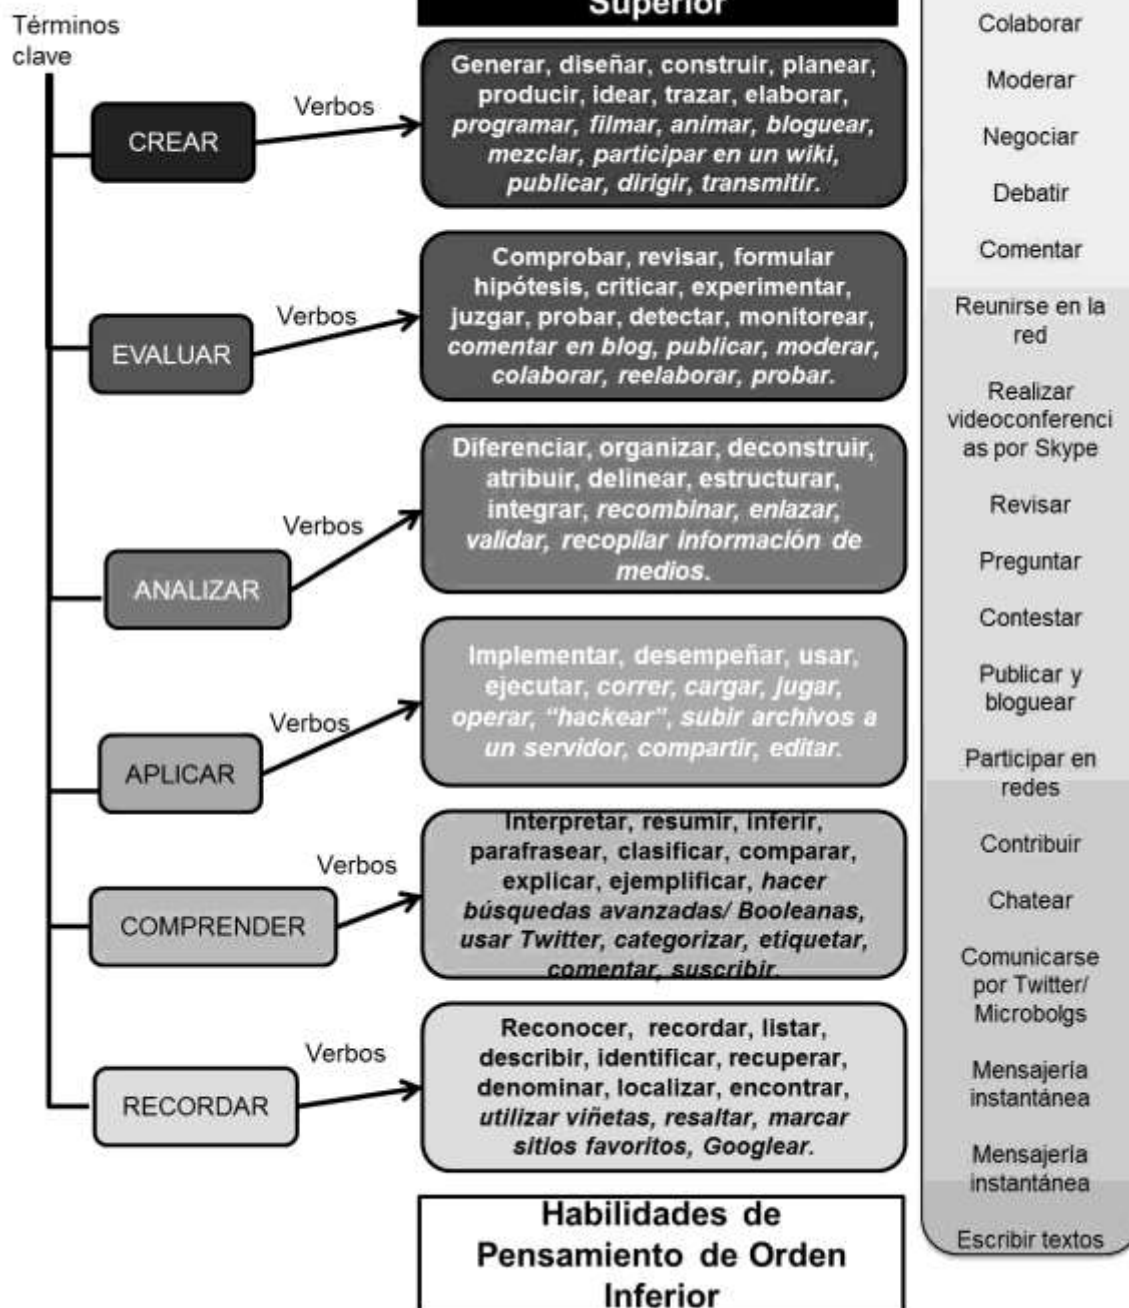 Términos
clave
Superior
CREAR
Verbos
Generar, diseñar, construir, planear,
producir, idear, trazar, elaborar,
programar, filmar, animar, bloguear,
mezclar, participar en un wiki,
publicar, dirigir, transmitir.
EVALUAR
Verbos
Comprobar, revisar, formular
hipótesis, criticar, experimentar,
juzgar, probar, detectar, monitorear,
comentar en blog, publicar, moderar,
colaborar, reelaborar, probar.
ANALIZAR
Verbos
Diferenciar, organizar, deconstruir,
atribuir, delinear, estructurar,
integrar, recombinar, enlazar,
validar, recopilar información de
medios.
APLICAR
Verbos
Implementar, desempeñar, usar,
ejecutar, correr, cargar, jugar,
operar, “hackear”, subir archivos a
un servidor, compartir, editar.
COMPRENDER
Verbos
Interpretar, resumir, inferir,
parafrasear, clasificar, comparar,
explicar, ejemplificar, hacer
búsquedas avanzadas/ Booleanas,
usar Twitter, categorizar, etiquetar,
comentar, suscribir.
RECORDAR
Verbos
Reconocer, recordar, listar,
describir, identificar, recuperar,
denominar, localizar, encontrar,
utilizar viñetas, resaltar, marcar
sitios favoritos, Googlear.
Habilidades de
Pensamiento de Orden
Inferior
Colaborar
Moderar
Negociar
Debatir
Comentar
Reunirse en la
red
Realizar
videoconferenci
as por Skype
Revisar
Preguntar
Contestar
Publicar y
bloguear
Participar en
redes
Contribuir
Chatear
Comunicarse
por Twitter/
Microbolgs
Mensajería
instantánea
Mensajería
instantánea
Escribir textos